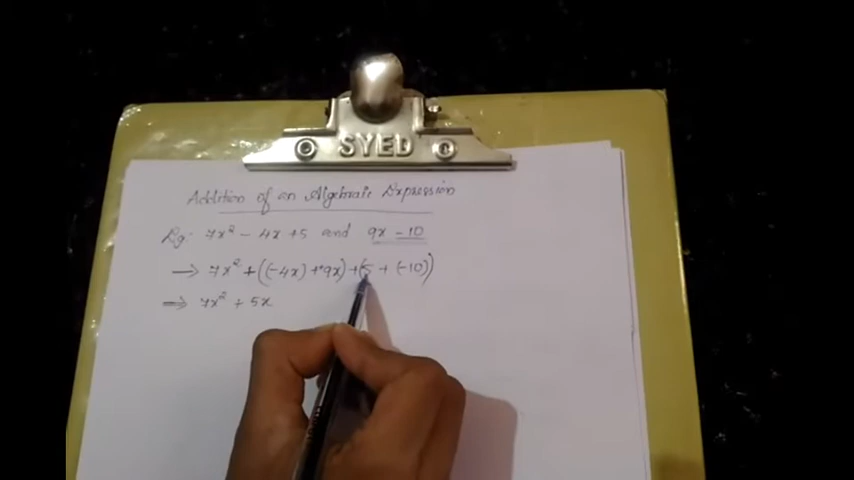 SYED
Addition of an Algebraic Expression
Eg:- 7x² - 4x + 5 and 9x - 10
→ 7x² + ((-4x) + 9x) + (5 + (-10))
⇒ 7x² + 5x